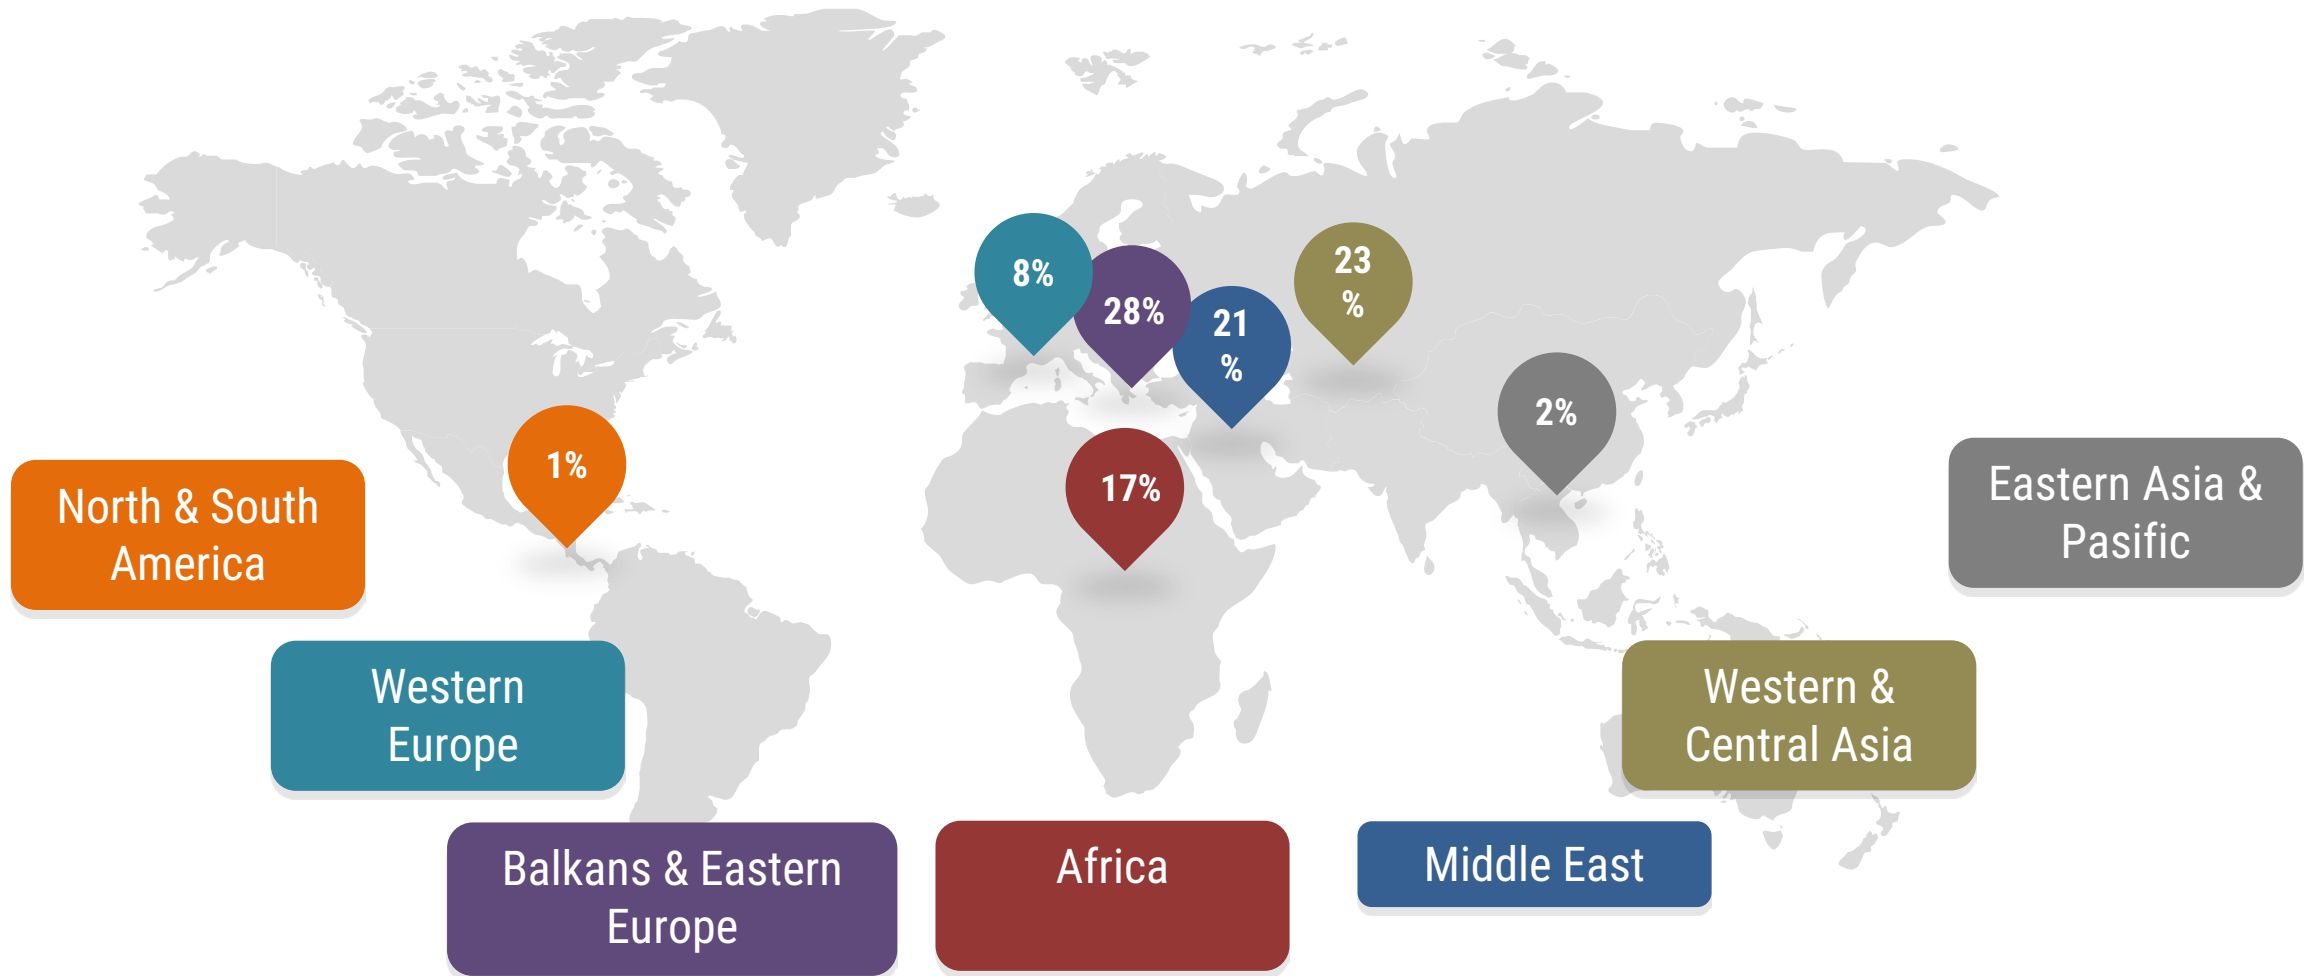 8%
28%
21
%
23
%
2%
1%
17%
North & South
America
Eastern Asia &
Pasific
Western
Europe
Western &
Central Asia
Balkans & Eastern
Europe
Africa
Middle East